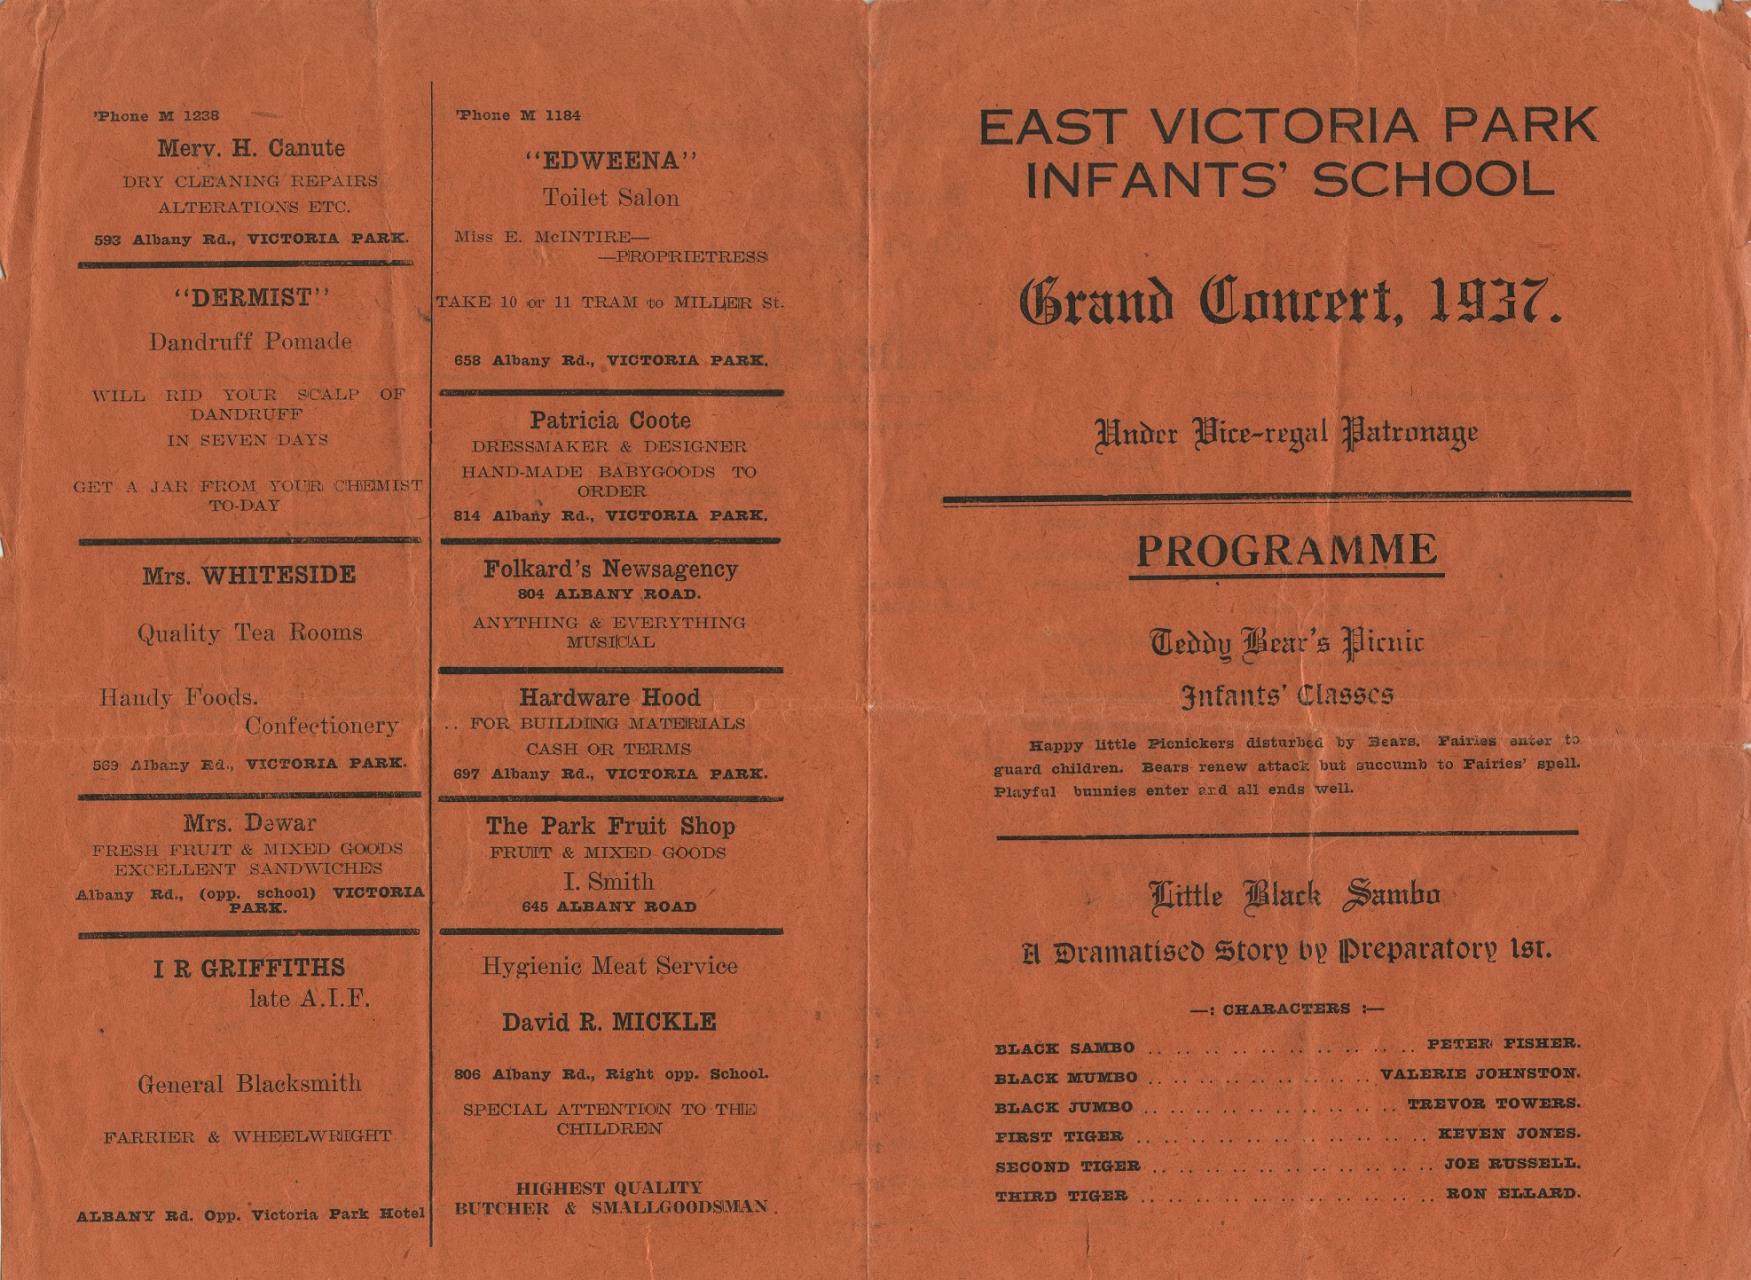 'Phone M 1238
Merv. H. Canute
DRY CLEANING REPAIRS
ALTERATIONS ETC.
593 Albany Rd., VICTORIA PARK.
"DERMIST"
Dandruff Pomade
WILL RID YOUR SCALP OF
DANDRUFF
IN SEVEN DAYS
GET A JAR FROM YOUR CHEMIST
TO-DAY
Mrs. WHITESIDE
Quality Tea Rooms
Handy Foods.
Confectionery
569 Albany Rd., VICTORIA PARK.
Mrs. Dewar
FRESH FRUIT & MIXED GOODS
EXCELLENT SANDWICHES
Albany Rd., (opp. school) VICTORIA
PARK.
I R GRIFFITHS
late A.I.F.
General Blacksmith
FARRIER & WHEELWRIGHT
ALBANY Rd. Opp. Victoria Park Hotel
'Phone M 1184
"EDWEENA"
Toilet Salon
Miss E. McINTIRE—
—PROPRIETRESS
TAKE 10 or 11 TRAM to MILLER St.
658 Albany Rd., VICTORIA PARK.
Patricia Coote
DRESSMAKER & DESIGNER
HAND-MADE BABYGOODS TO
ORDER
814 Albany Rd., VICTORIA PARK.
Folkard's Newsagency
804 ALBANY ROAD.
ANYTHING & EVERYTHING
MUSICAL
Hardware Hood
.. FOR BUILDING MATERIALS
CASH OR TERMS
697 Albany Rd., VICTORIA PARK.
The Park Fruit Shop
FRUIT & MIXED GOODS
I. Smith
645 ALBANY ROAD
Hygienic Meat Service
David R. MICKLE
806 Albany Rd., Right opp. School.
SPECIAL ATTENTION TO THE
CHILDREN
HIGHEST QUALITY
BUTCHER & SMALLGOODSMAN.
EAST VICTORIA PARK
INFANTS' SCHOOL
Grand Concert, 1937.
Under Vice-regal Patronage
PROGRAMME
Teddy Bear's Picnic
Infants' Classes
Happy little Picnickers disturbed by Bears. Fairies enter to
guard children. Bears renew attack but succumb to Fairies' spell.
Playful bunnies enter and all ends well.
Little Black Sambo
A Dramatised Story by Preparatory 1st.
—: CHARACTERS :—
BLACK SAMBO .. .. .. .. .. .. .. .. .. .. PETER FISHER.
BLACK MUMBO .. .. .. .. .. .. .. .. VALERIE JOHNSTON.
BLACK JUMBO .. .. .. .. .. .. .. .. .. TREVOR TOWERS.
FIRST TIGER .. .. .. .. .. .. .. .. .. .. .. KEVEN JONES.
SECOND TIGER .. .. .. .. .. .. .. .. .. .. JOE RUSSELL.
THIRD TIGER .. .. .. .. .. .. .. .. .. .. .. RON ELLARD.